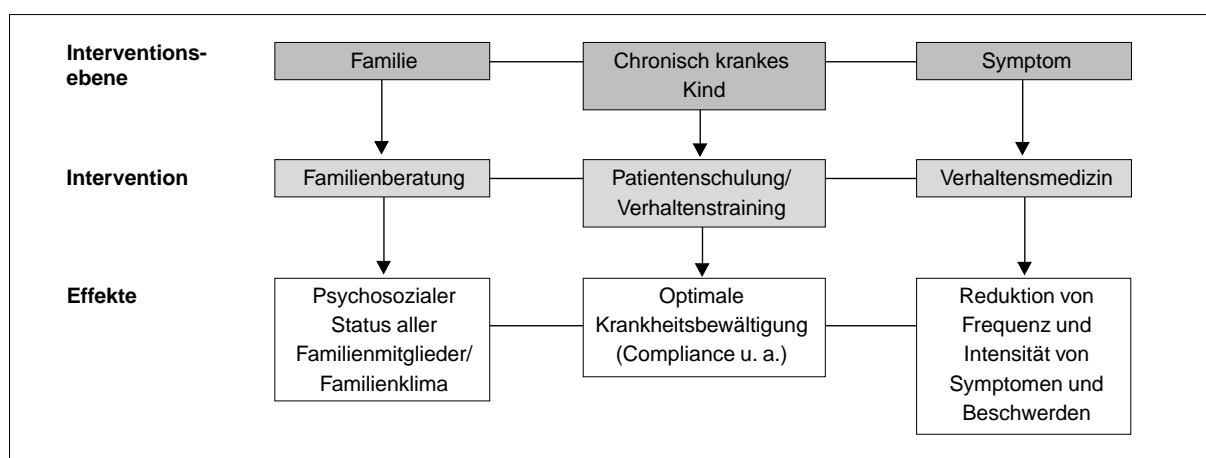 Interventions-
ebene
Familie
Chronisch krankes
Kind
Symptom
Intervention
Familienberatung
Patientenschulung/
Verhaltenstraining
Verhaltensmedizin
Effekte
Psychosozialer
Status aller
Familienmitglieder/
Familienklima
Optimale
Krankheitsbewältigung
(Compliance u. a.)
Reduktion von
Frequenz und
Intensität von
Symptomen und
Beschwerden